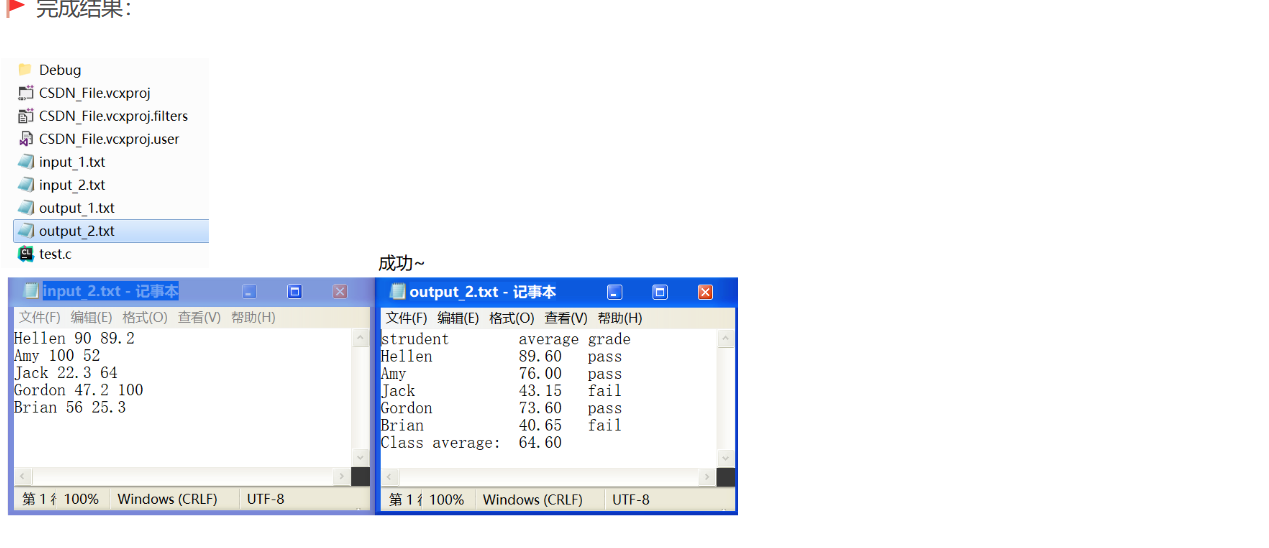 完成结果：
Debug
CSDN_File.vcxproj
CSDN_File.vcxproj.filters
CSDN_File.vcxproj.user
input_1.txt
input_2.txt
output_1.txt
output_2.txt
test.c
成功~
input_2.txt - 记事本
文件(F) 编辑(E) 格式(O) 查看(V) 帮助(H)
Hellen 90 89.2
Amy 100 52
Jack 22.3 64
Gordon 47.2 100
Brian 56 25.3
第 1 彳 100% Windows (CRLF) UTF-8
output_2.txt - 记事本
文件(F) 编辑(E) 格式(O) 查看(V) 帮助(H)
strudent average grade
Hellen 89.60 pass
Amy 76.00 pass
Jack 43.15 fail
Gordon 73.60 pass
Brian 40.65 fail
Class average: 64.60
第 1 彳 100% Windows (CRLF) UTF-8